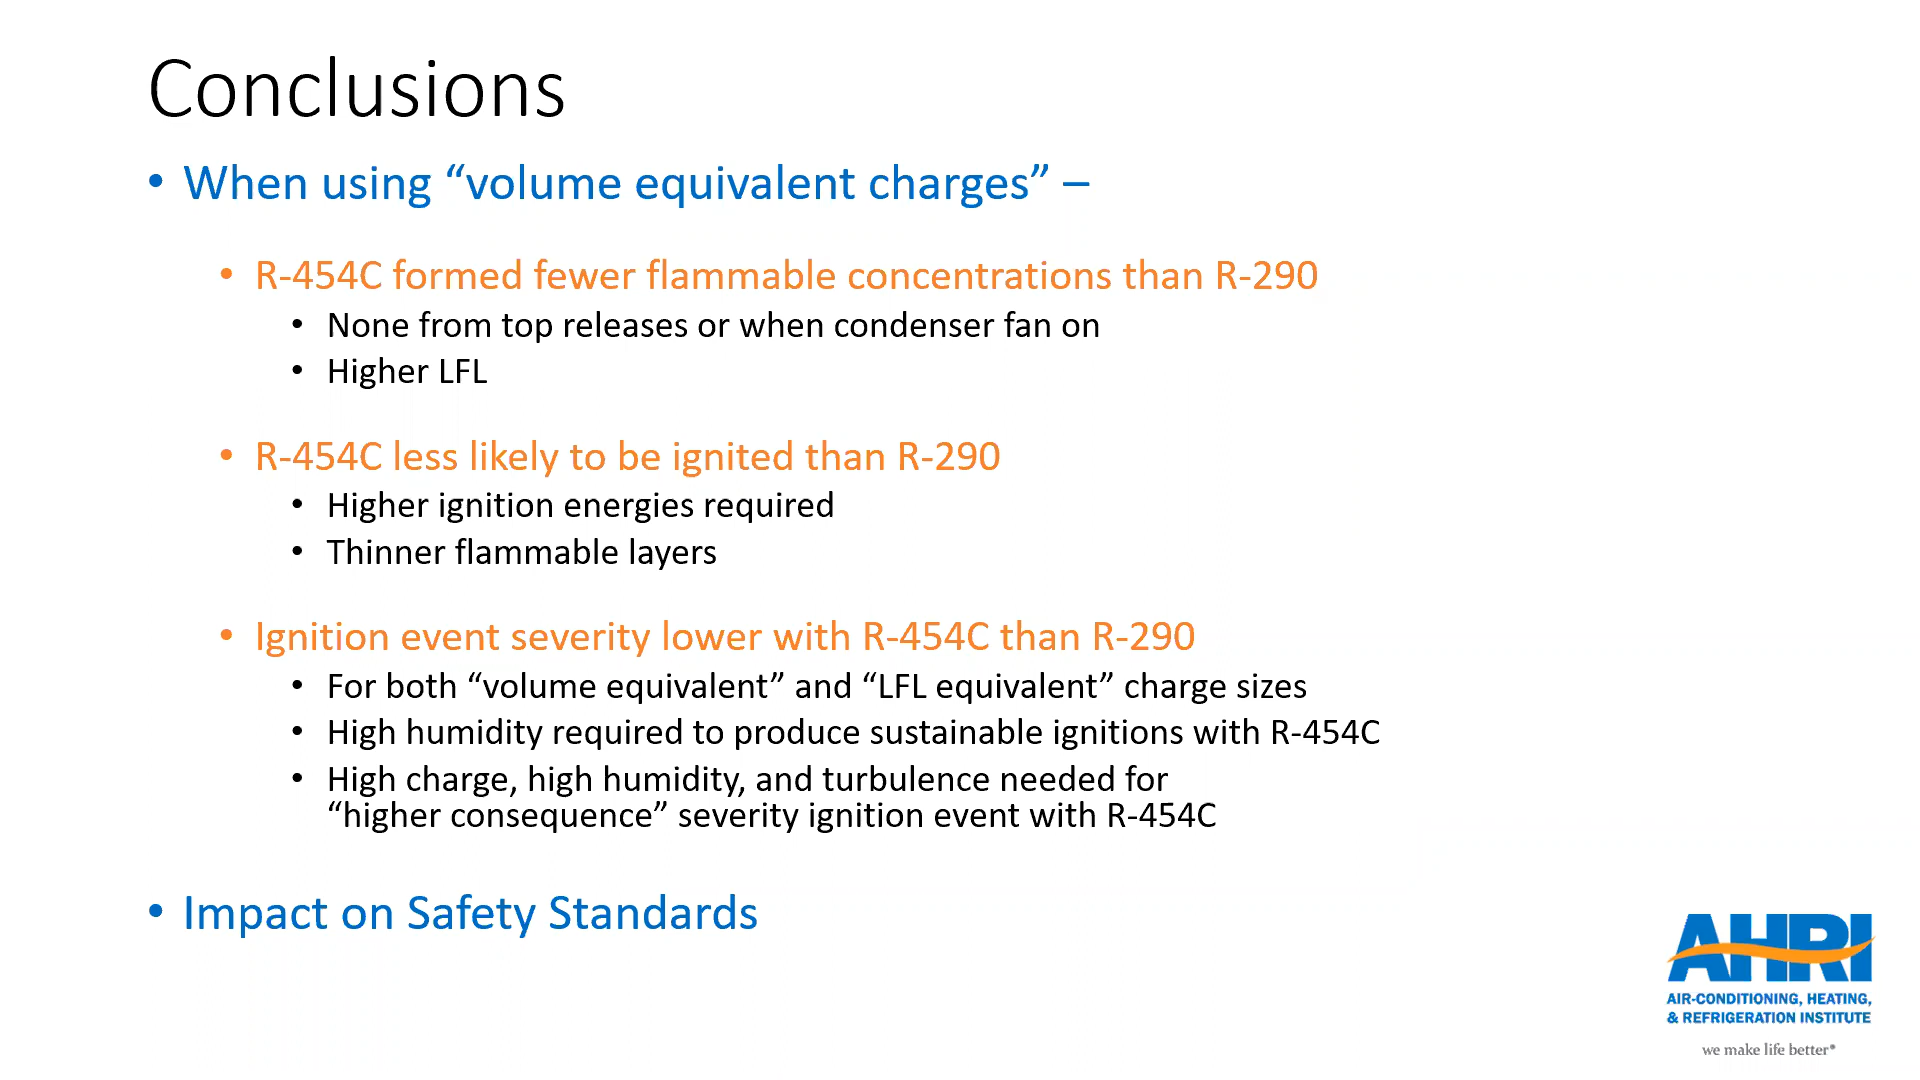 Conclusions
• When using “volume equivalent charges” –
• R-454C formed fewer flammable concentrations than R-290
• None from top releases or when condenser fan on
• Higher LFL
• R-454C less likely to be ignited than R-290
• Higher ignition energies required
• Thinner flammable layers
• Ignition event severity lower with R-454C than R-290
• For both “volume equivalent” and “LFL equivalent” charge sizes
• High humidity required to produce sustainable ignitions with R-454C
• High charge, high humidity, and turbulence needed for
“higher consequence” severity ignition event with R-454C
• Impact on Safety Standards
AHRI
AIR-CONDITIONING, HEATING,
& REFRIGERATION INSTITUTE
we make life better®